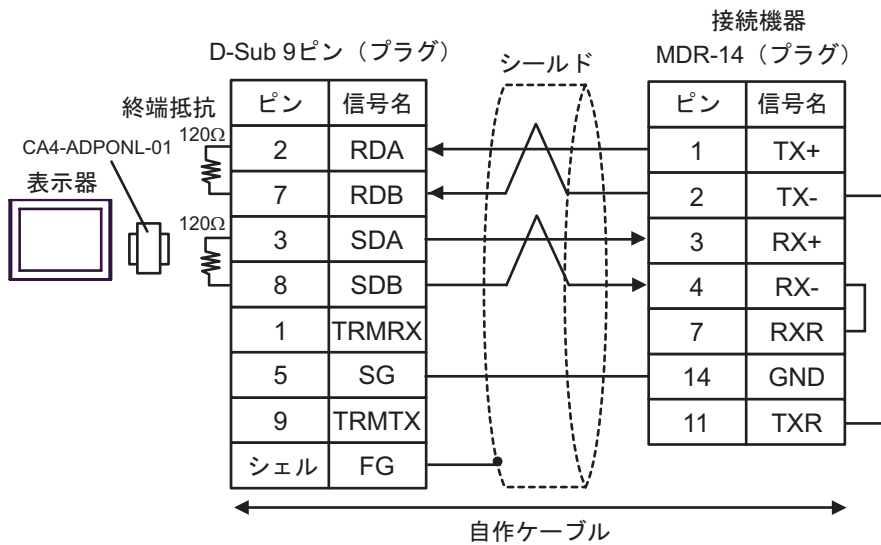 接続機器
D-Sub 9ピン（プラグ）
シールド
MDR-14（プラグ）
終端抵抗
ピン 信号名
ピン 信号名
CA4-ADPONL-01
120Ω
2 RDA
1 TX+
表示器
7 RDB
2 TX-
120Ω
3 SDA
3 RX+
8 SDB
4 RX-
1 TRMRX
7 RXR
5 SG
14 GND
9 TRMTX
11 TXR
シェル FG
自作ケーブル